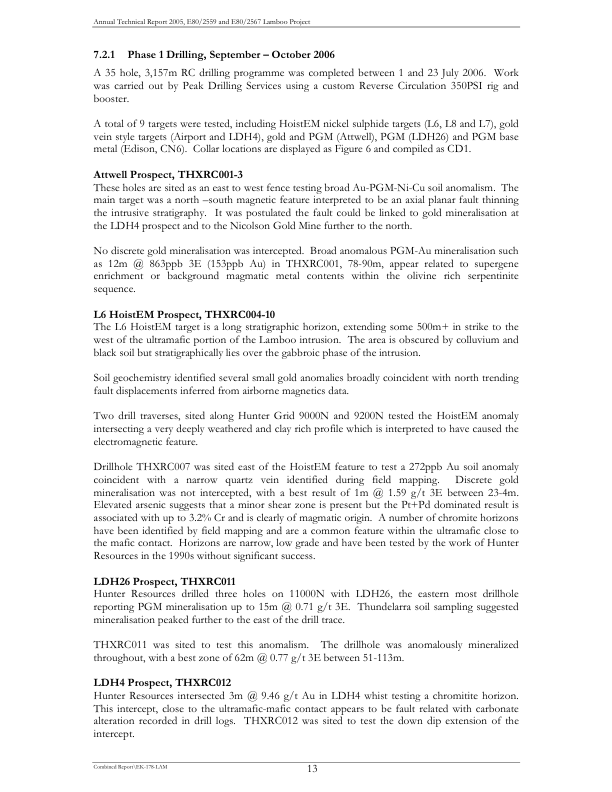 Annual Technical Report 2005, E80/2559 and E80/2567 Lamboo Project
7.2.1 Phase 1 Drilling, September – October 2006
A 35 hole, 3,157m RC drilling programme was completed between 1 and 23 July 2006. Work
was carried out by Peak Drilling Services using a custom Reverse Circulation 350PSI rig and
booster.
A total of 9 targets were tested, including HoistEM nickel sulphide targets (L6, L8 and L7), gold
vein style targets (Airport and LDH4), gold and PGM (Attwell), PGM (LDH26) and PGM base
metal (Edison, CN6). Collar locations are displayed as Figure 6 and compiled as CD1.
Attwell Prospect, THXRC001-3
These holes are sited as an east to west fence testing broad Au-PGM-Ni-Cu soil anomalism. The
main target was a north –south magnetic feature interpreted to be an axial planar fault thinning
the intrusive stratigraphy. It was postulated the fault could be linked to gold mineralisation at
the LDH4 prospect and to the Nicolson Gold Mine further to the north.
No discrete gold mineralisation was intercepted. Broad anomalous PGM-Au mineralisation such
as 12m @ 863ppb 3E (153ppb Au) in THXRC001, 78-90m, appear related to supergene
enrichment or background magmatic metal contents within the olivine rich serpentinite
sequence.
L6 HoistEM Prospect, THXRC004-10
The L6 HoistEM target is a long stratigraphic horizon, extending some 500m+ in strike to the
west of the ultramafic portion of the Lamboo intrusion. The area is obscured by colluvium and
black soil but stratigraphically lies over the gabbroic phase of the intrusion.
Soil geochemistry identified several small gold anomalies broadly coincident with north trending
fault displacements inferred from airborne magnetics data.
Two drill traverses, sited along Hunter Grid 9000N and 9200N tested the HoistEM anomaly
intersecting a very deeply weathered and clay rich profile which is interpreted to have caused the
electromagnetic feature.
Drillhole THXRC007 was sited east of the HoistEM feature to test a 272ppb Au soil anomaly
coincident with a narrow quartz vein identified during field mapping. Discrete gold
mineralisation was not intercepted, with a best result of 1m @ 1.59 g/t 3E between 23-4m.
Elevated arsenic suggests that a minor shear zone is present but the Pt+Pd dominated result is
associated with up to 3.2% Cr and is clearly of magmatic origin. A number of chromite horizons
have been identified by field mapping and are a common feature within the ultramafic close to
the mafic contact. Horizons are narrow, low grade and have been tested by the work of Hunter
Resources in the 1990s without significant success.
LDH26 Prospect, THXRC011
Hunter Resources drilled three holes on 11000N with LDH26, the eastern most drillhole
reporting PGM mineralisation up to 15m @ 0.71 g/t 3E. Thundelarra soil sampling suggested
mineralisation peaked further to the east of the drill trace.
THXRC011 was sited to test this anomalism. The drillhole was anomalously mineralized
throughout, with a best zone of 62m @ 0.77 g/t 3E between 51-113m.
LDH4 Prospect, THXRC012
Hunter Resources intersected 3m @ 9.46 g/t Au in LDH4 whist testing a chromitite horizon.
This intercept, close to the ultramafic-mafic contact appears to be fault related with carbonate
alteration recorded in drill logs. THXRC012 was sited to test the down dip extension of the
intercept.
Combined Report\EK-178-LAM
13